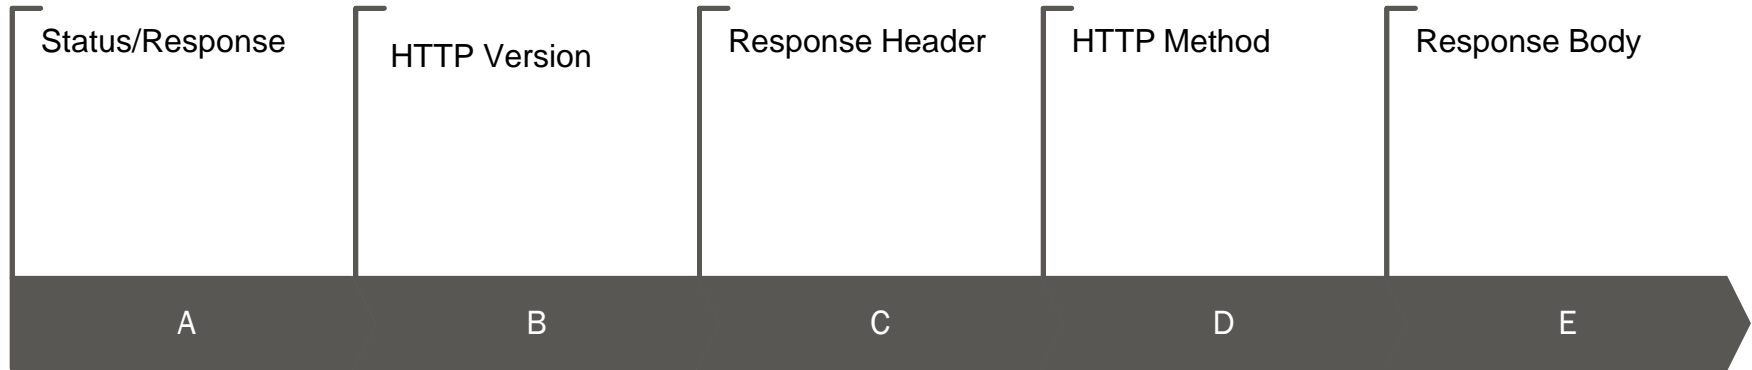 Status/Response
HTTP Version
Response Header
HTTP Method
Response Body
A
B
C
D
E